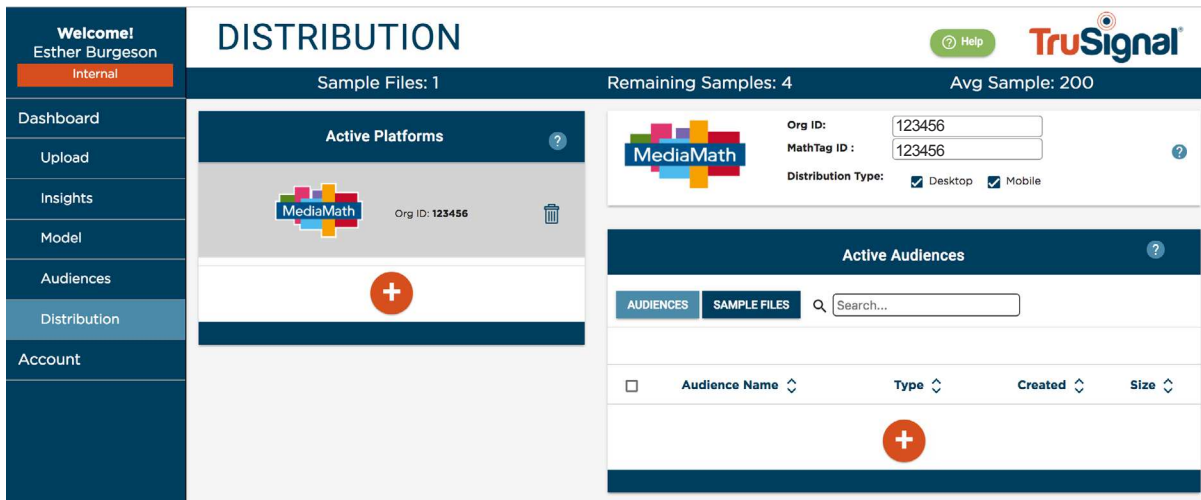 Welcome!
Esther Burgeson
Internal
Dashboard
Upload
Insights
Model
Audiences
Distribution
Account
DISTRIBUTION
? Help
TruSignal®
Sample Files: 1
Remaining Samples: 4
Avg Sample: 200
Active Platforms
?
MediaMath
Org ID: 123456
+
MediaMath
Org ID: 123456
MathTag ID : 123456
Distribution Type: Desktop Mobile
?
Active Audiences
?
AUDIENCES SAMPLE FILES Search...
Audience Name Type Created Size
+